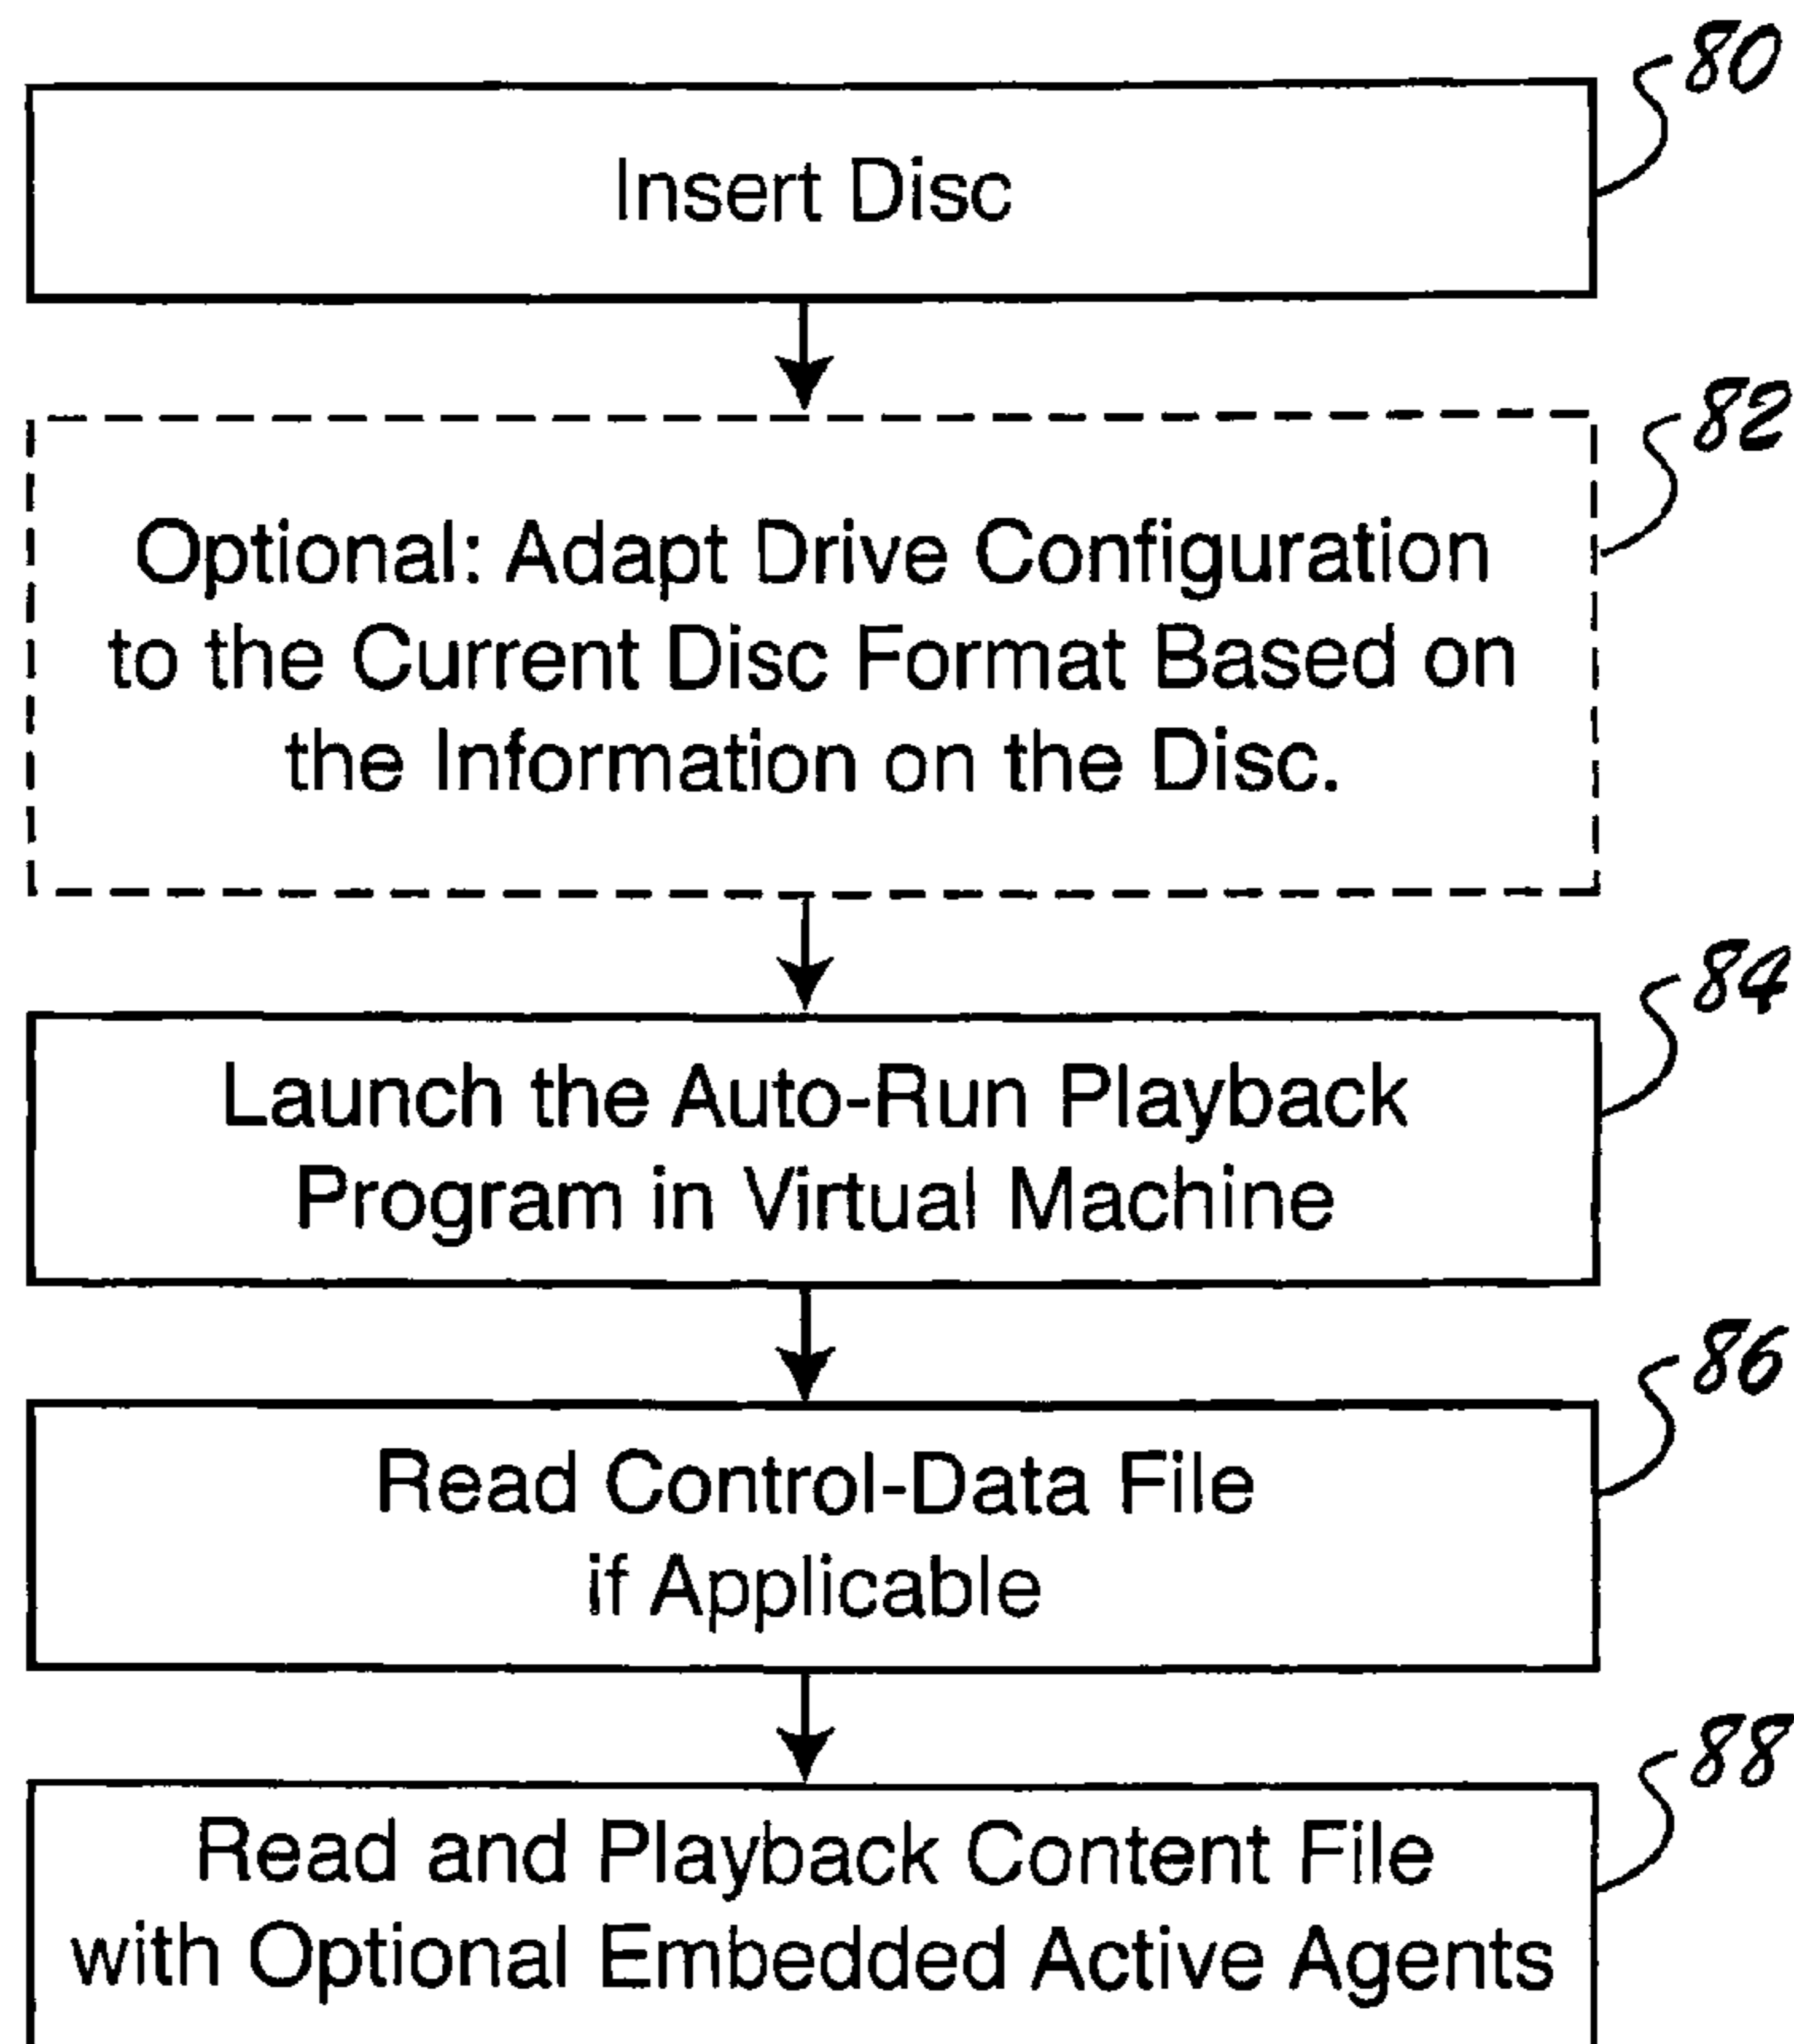 80
Insert Disc
82
Optional: Adapt Drive Configuration
to the Current Disc Format Based on
the Information on the Disc.
84
Launch the Auto-Run Playback
Program in Virtual Machine
86
Read Control-Data File
if Applicable
88
Read and Playback Content File
with Optional Embedded Active Agents